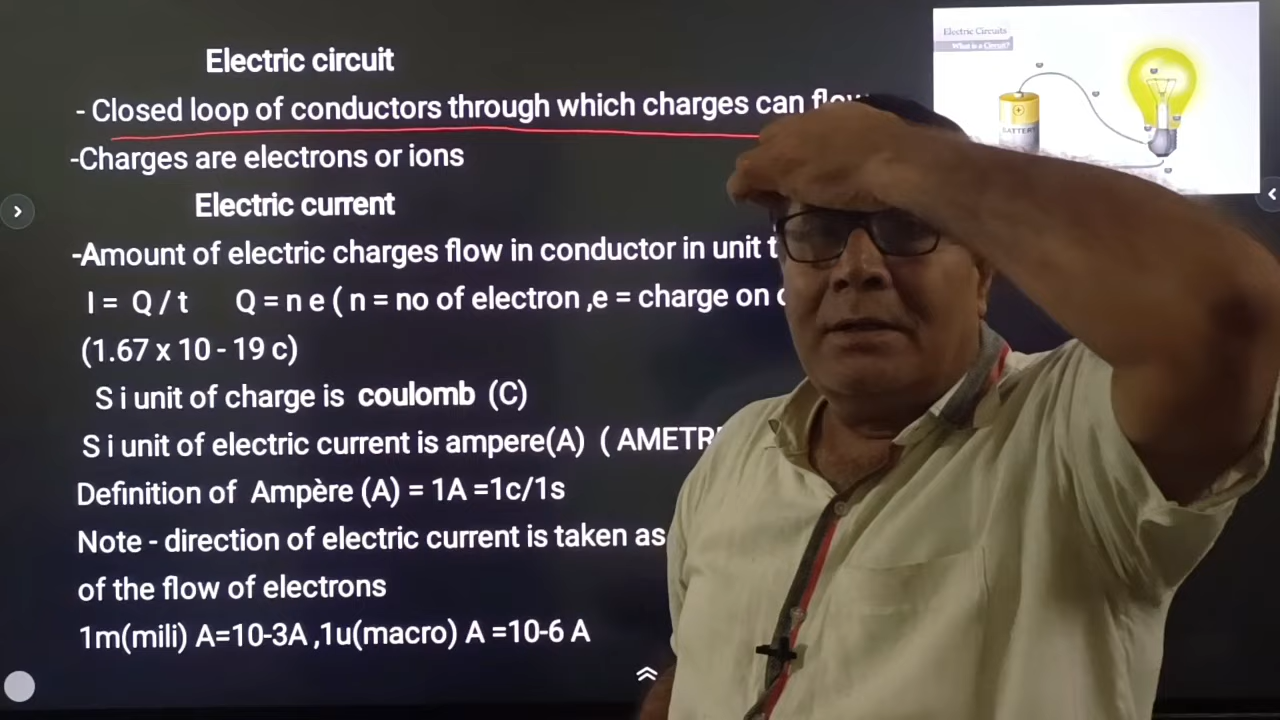 Electric circuit
- Closed loop of conductors through which charges can flow
-Charges are electrons or ions
Electric current
-Amount of electric charges flow in conductor in unit
I = Q / t Q = n e ( n = no of electron ,e = charge on
(1.67 x 10 - 19 c)
S i unit of charge is coulomb (C)
S i unit of electric current is ampere(A) ( AMETR
Definition of Ampère (A) = 1A =1c/1s
Note - direction of electric current is taken as
of the flow of electrons
1m(mili) A=10-3A ,1u(macro) A =10-6 A
Electric Circuits
What is a Circuit?
BATTERY